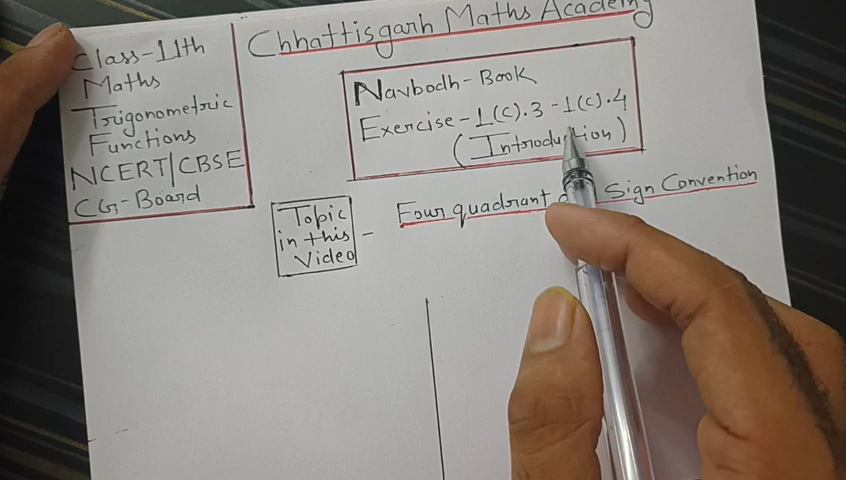 Class-11th
Maths
Trigonometric
Functions
NCERT/CBSE
CG-Board
Chhattisgarh Maths Academy
Navbodh-Book
Exercise-1(C).3-1(C).4
(Introduction)
Topic
in this
Video
- Four quadrant Sign Convention